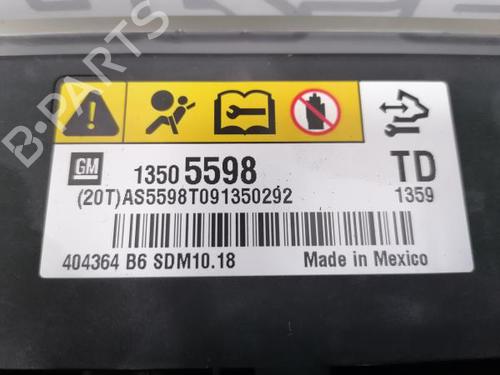 B-PARTS
GM
1350 5598
TD
(20T)AS5598T091350292
1359
404364 B6 SDM10.18
Made in Mexico